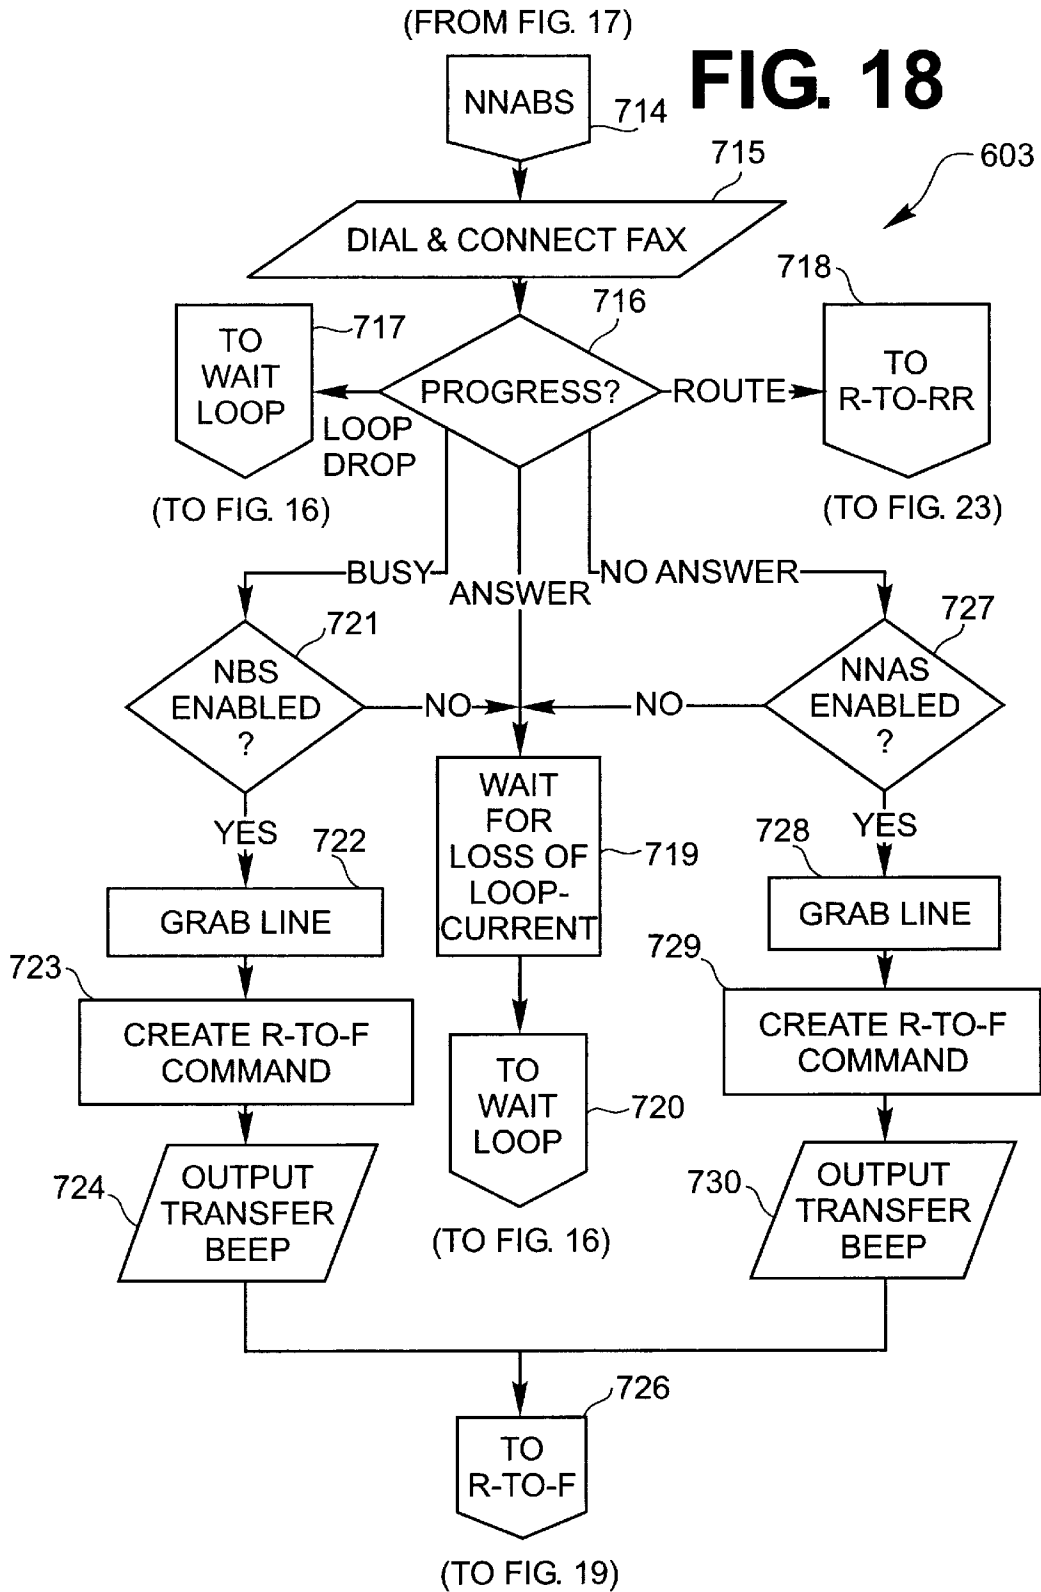 (FROM FIG. 17)
FIG. 18
NNABS
714
715
603
DIAL & CONNECT FAX
718
716
717
TO
WAIT
LOOP
PROGRESS?
ROUTE
TO
R-TO-RR
LOOP
DROP
(TO FIG. 16)
(TO FIG. 23)
BUSY
ANSWER
NO ANSWER
721
727
NBS
ENABLED
?
NO
NO
NNAS
ENABLED
?
WAIT
FOR
LOSS OF
LOOP-
CURRENT
719
YES
YES
722
728
GRAB LINE
GRAB LINE
723
729
CREATE R-TO-F
COMMAND
CREATE R-TO-F
COMMAND
TO
WAIT
LOOP
720
724
OUTPUT
TRANSFER
BEEP
730
OUTPUT
TRANSFER
BEEP
(TO FIG. 16)
726
TO
R-TO-F
(TO FIG. 19)